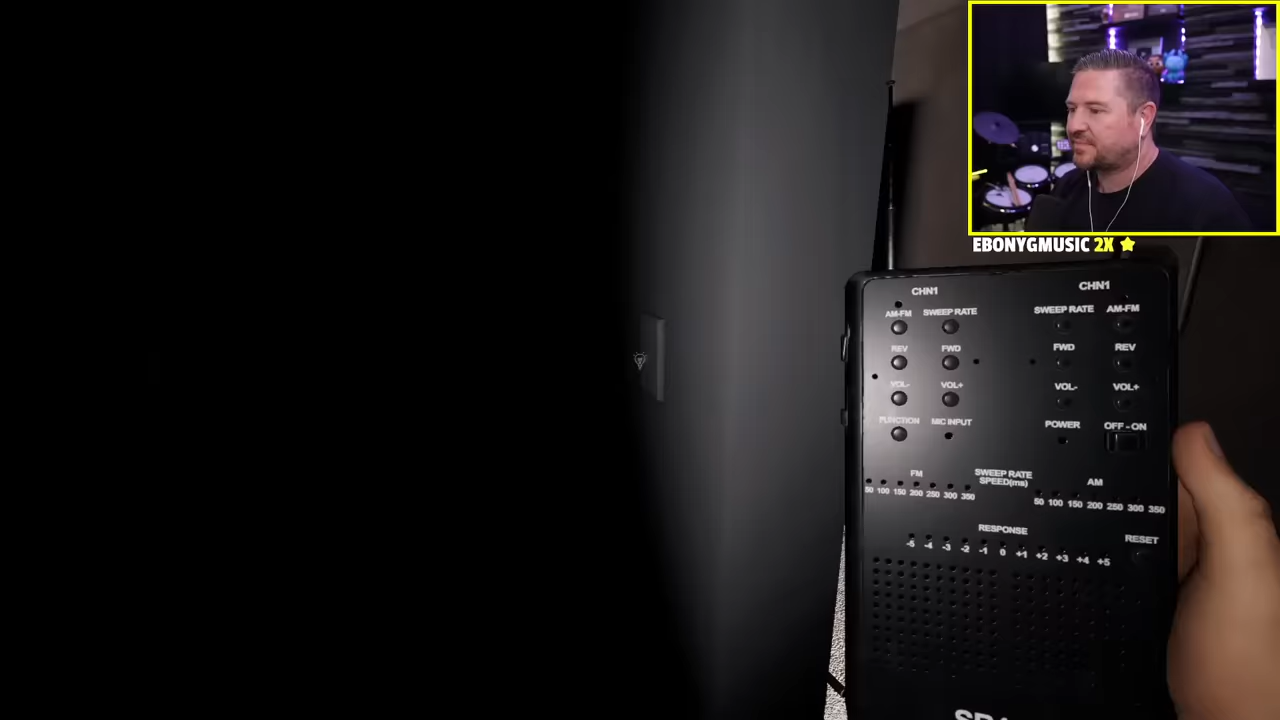 EBONYGMUSIC 2X
CHN1 CHN1
AM-FM SWEEP RATE SWEEP RATE AM-FM
REV FWD FWD REV
VOL- VOL+ VOL- VOL+
FUNCTION MIC INPUT POWER OFF - ON
FM SWEEP RATE SPEED(ms) AM
50 100 150 200 250 300 350 50 100 150 200 250 300 350
RESPONSE
-5 -4 -3 -2 -1 0 +1 +2 +3 +4 +5
RESET